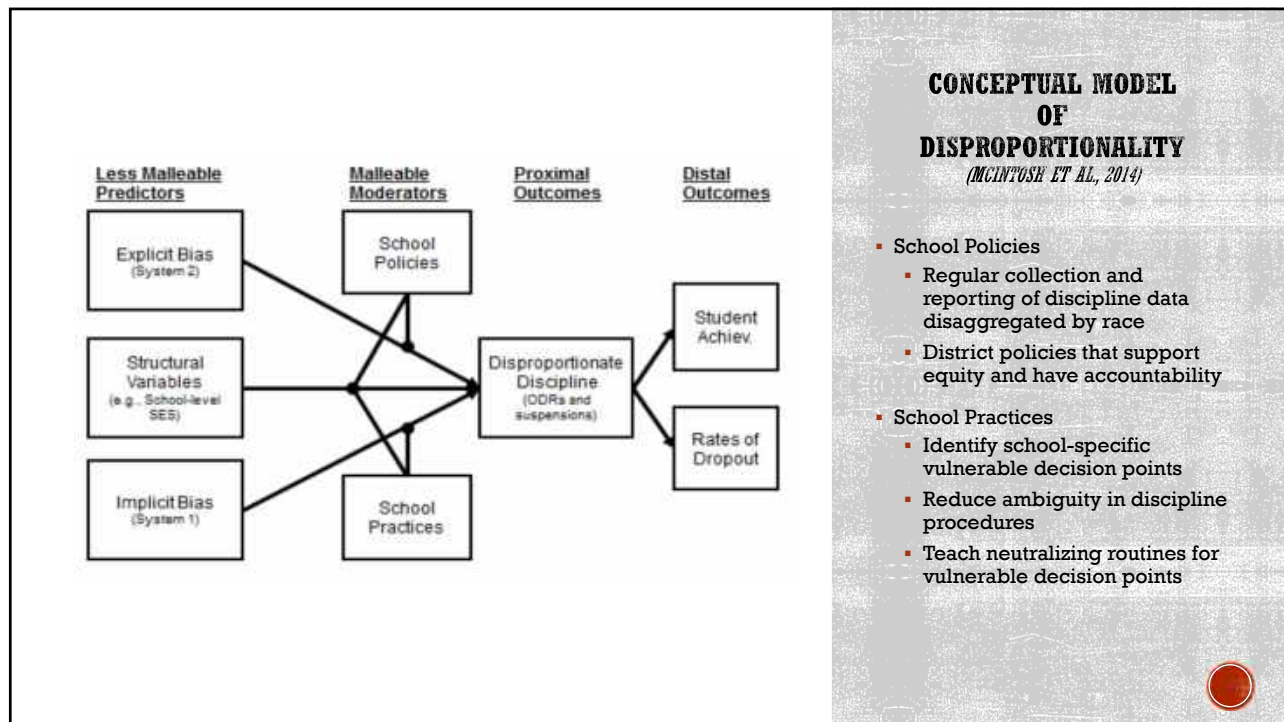 Less Malleable
Predictors
Malleable
Moderators
Proximal
Outcomes
Distal
Outcomes
Explicit Bias
(System 2)
School
Policies
Structural
Variables
(e.g., School-level
SES)
Disproportionate
Discipline
(ODRs and
suspensions)
Student
Achiev.
Rates of
Dropout
Implicit Bias
(System 1)
School
Practices
CONCEPTUAL MODEL
OF
DISPROPORTIONALITY
(MCINTOSH ET AL., 2014)
▪ School Policies
▪ Regular collection and
reporting of discipline data
disaggregated by race
▪ District policies that support
equity and have accountability
▪ School Practices
▪ Identify school-specific
vulnerable decision points
▪ Reduce ambiguity in discipline
procedures
▪ Teach neutralizing routines for
vulnerable decision points